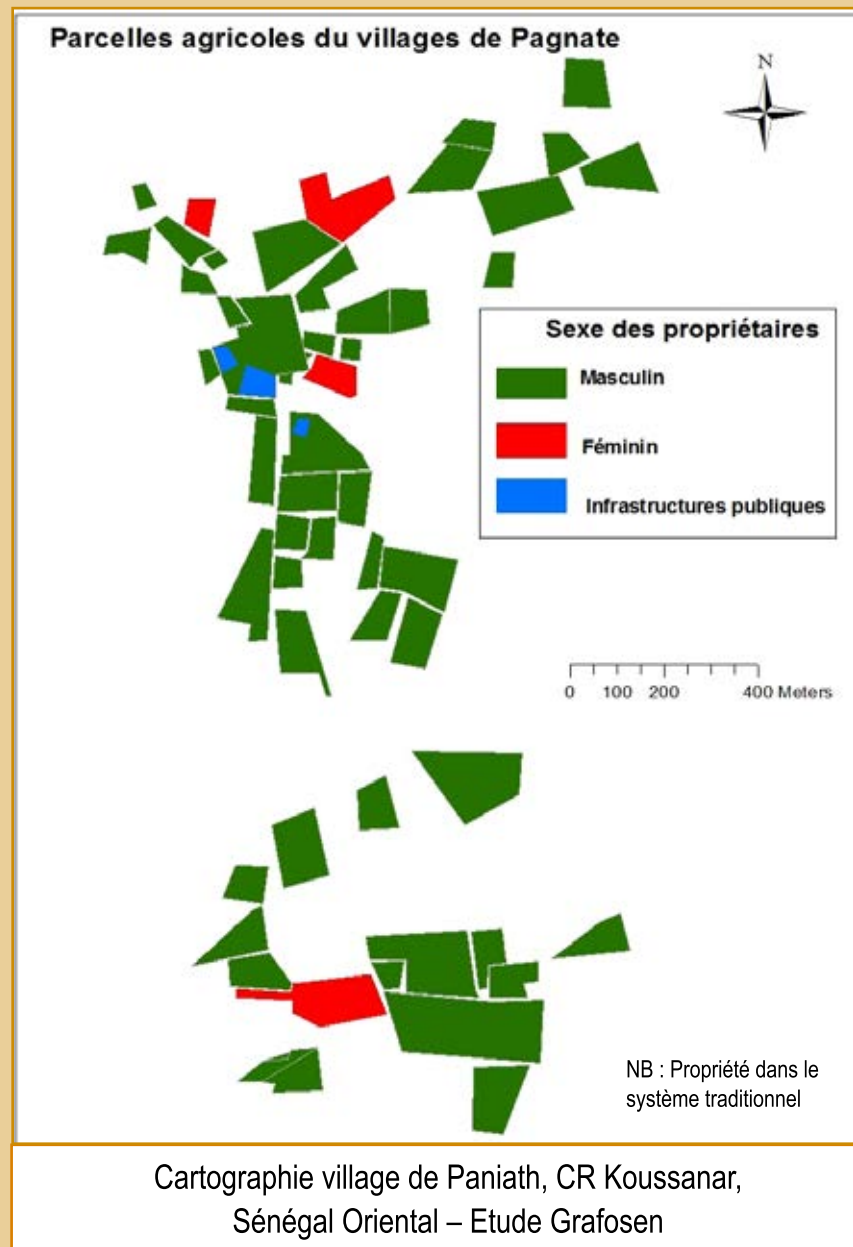 Parcelles agricoles du villages de Pagnate
N
Sexe des propriétaires
Masculin
Féminin
Infrastructures publiques
0 100 200 400 Meters
NB : Propriété dans le
système traditionnel
Cartographie village de Paniath, CR Koussanar,
Sénégal Oriental – Etude Grafosen